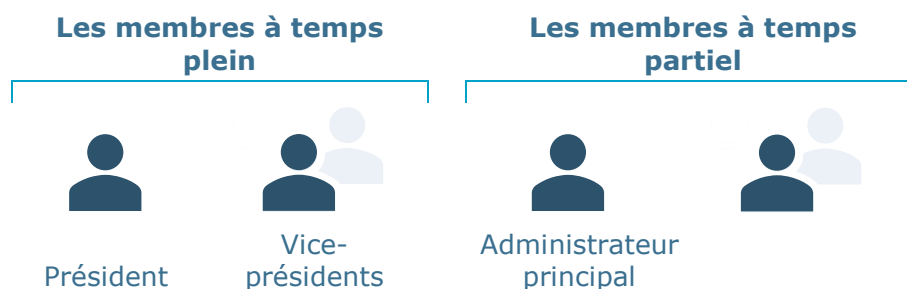 Les membres à temps
plein
Les membres à temps
partiel
Président
Vice-
présidents
Administrateur
principal